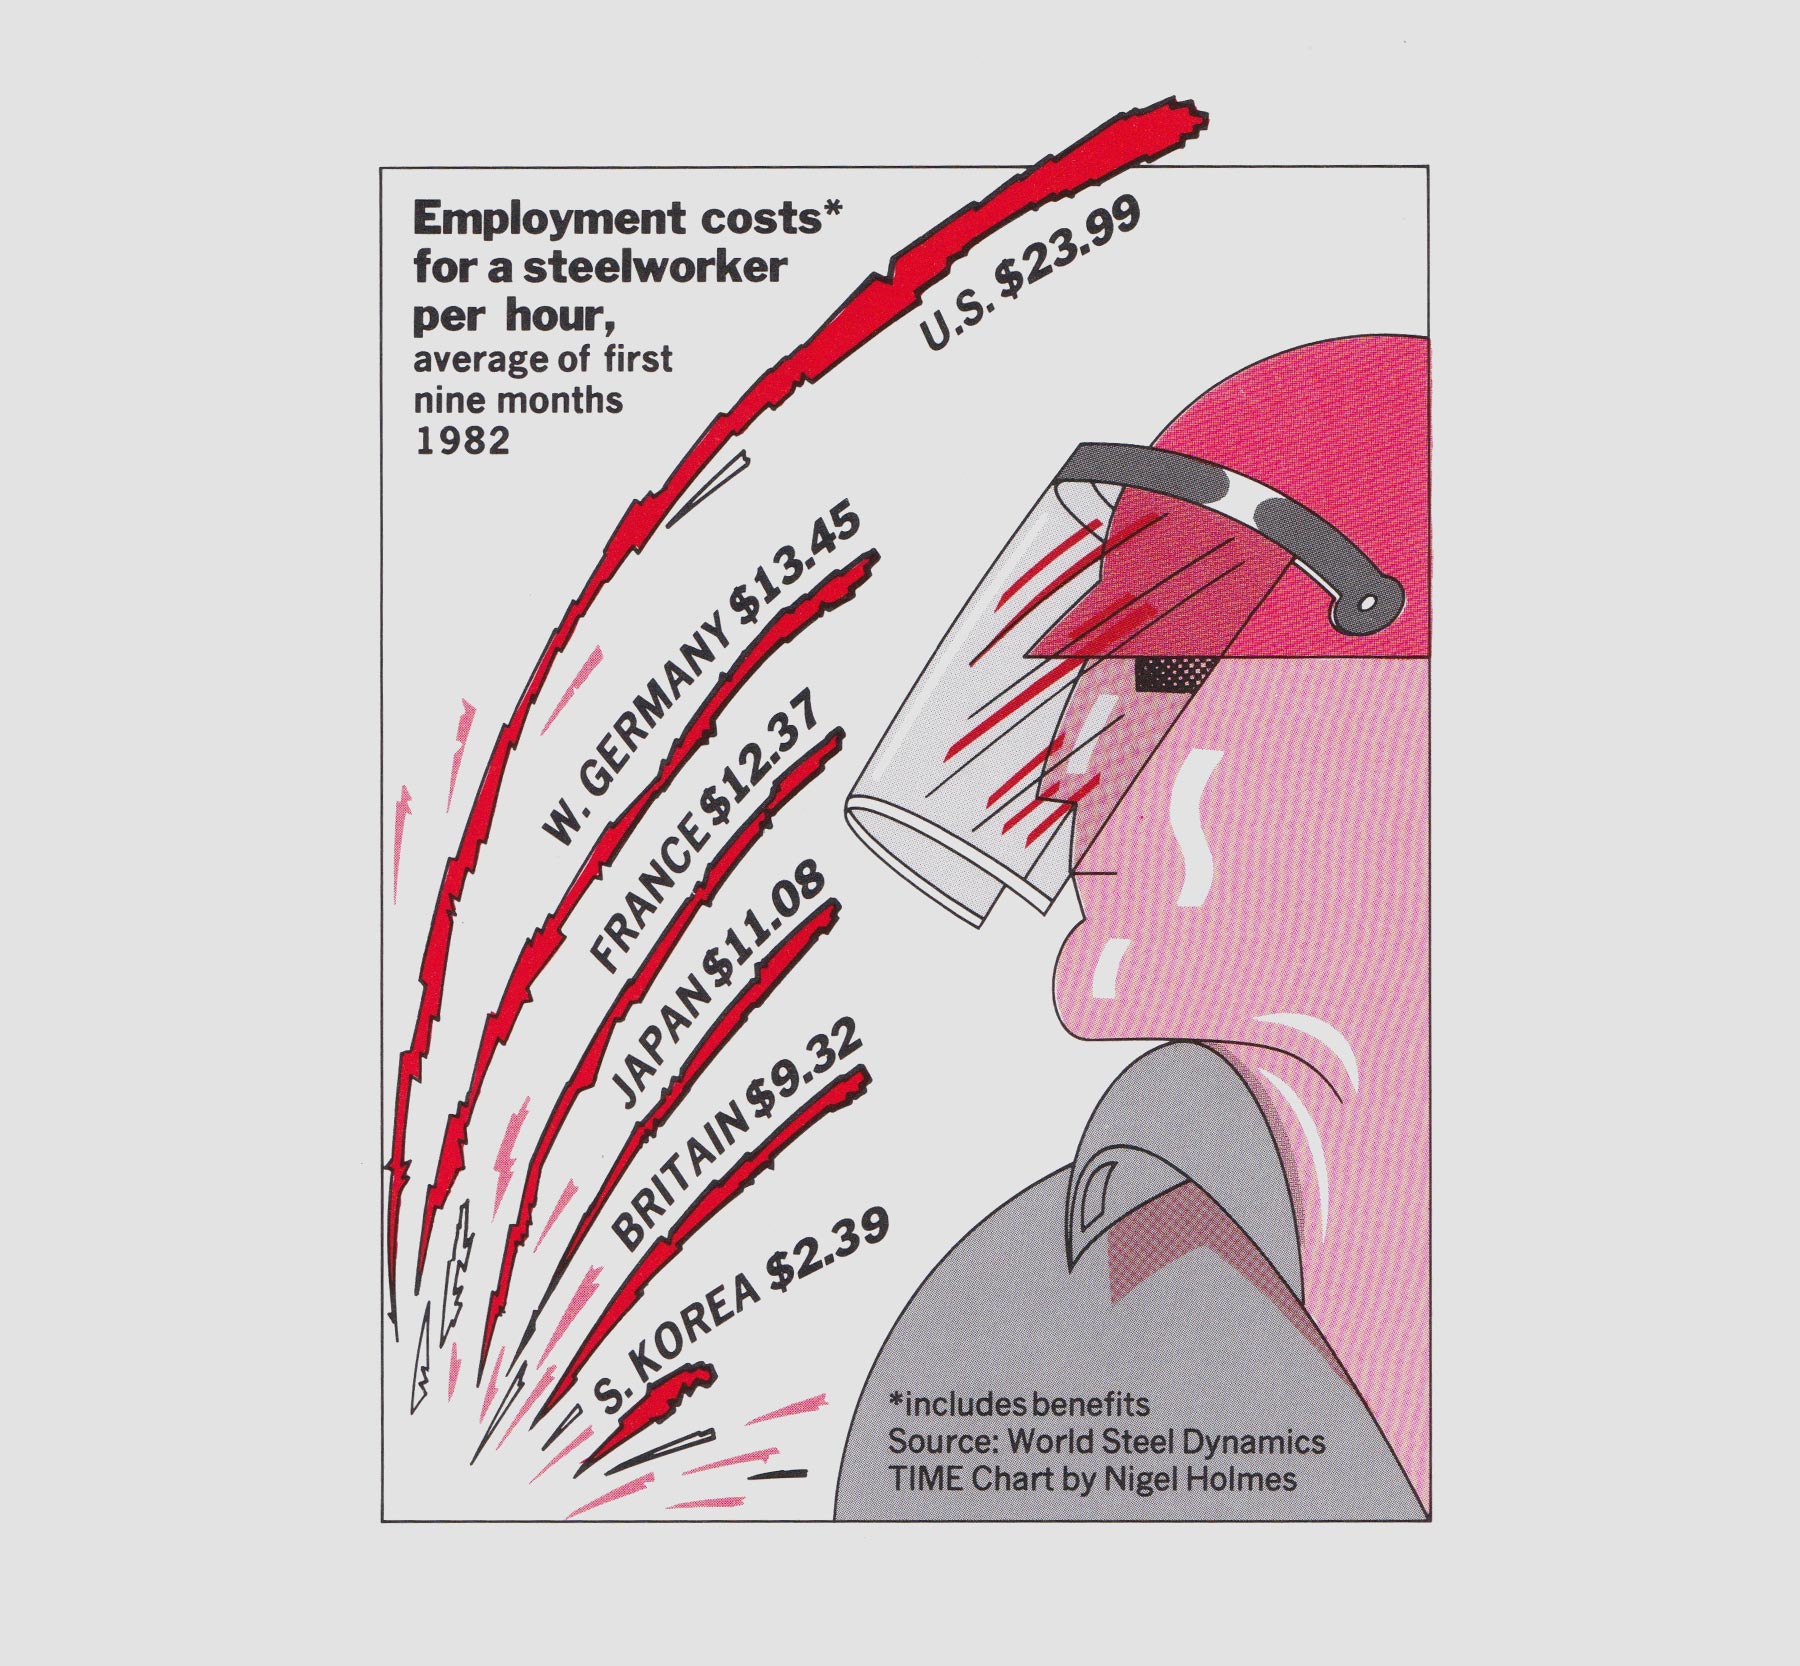 Employment costs*
for a steelworker
per hour,
average of first
nine months
1982
U.S. $23.99
W. GERMANY $13.45
FRANCE $12.37
JAPAN $11.08
BRITAIN $9.32
S. KOREA $2.39
*includes benefits
Source: World Steel Dynamics
TIME Chart by Nigel Holmes